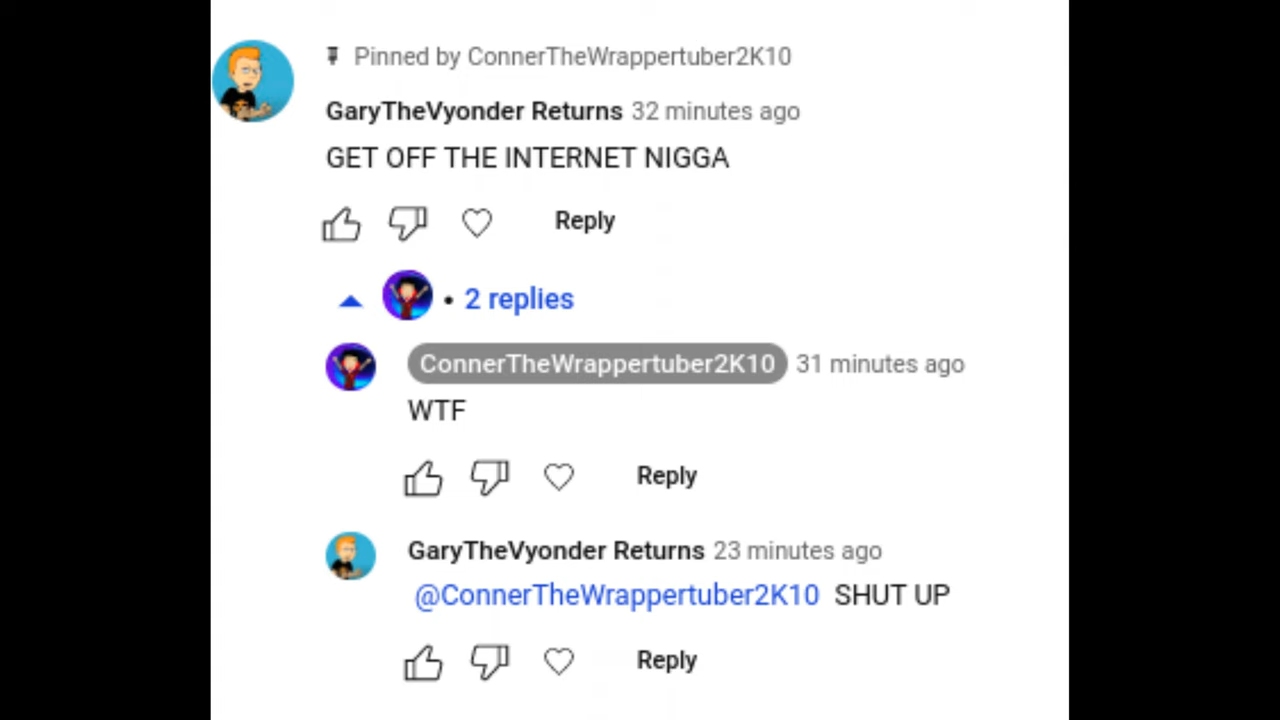 Pinned by ConnerTheWrappertuber2K10
GaryTheVyonder Returns 32 minutes ago
GET OFF THE INTERNET NIGGA
Reply
• 2 replies
ConnerTheWrappertuber2K10 31 minutes ago
WTF
Reply
GaryTheVyonder Returns 23 minutes ago
@ConnerTheWrappertuber2K10 SHUT UP
Reply